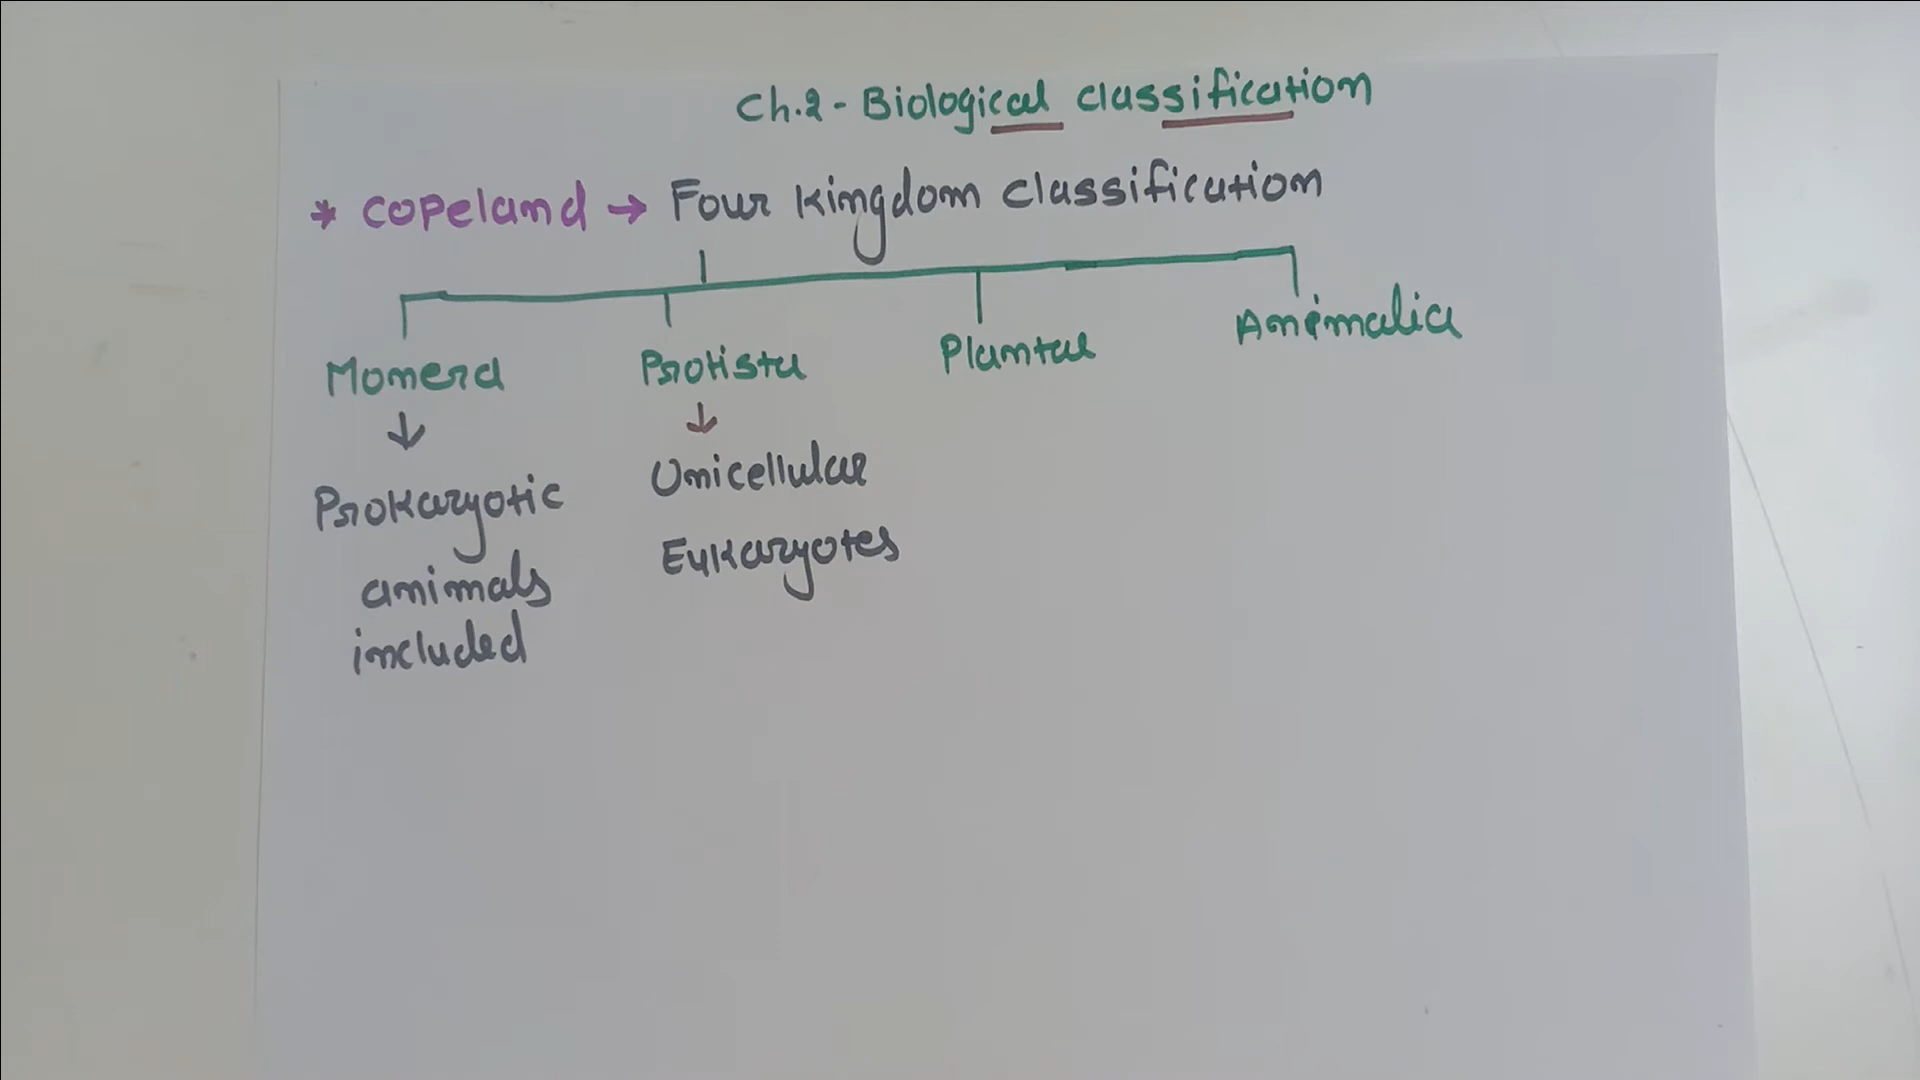 Ch.2 - Biological classification
* Copeland → Four kingdom classification
Monera
Protista
Plantae
Animalia
↓
↓
Prokaryotic
animals
included
Unicellular
Eukaryotes